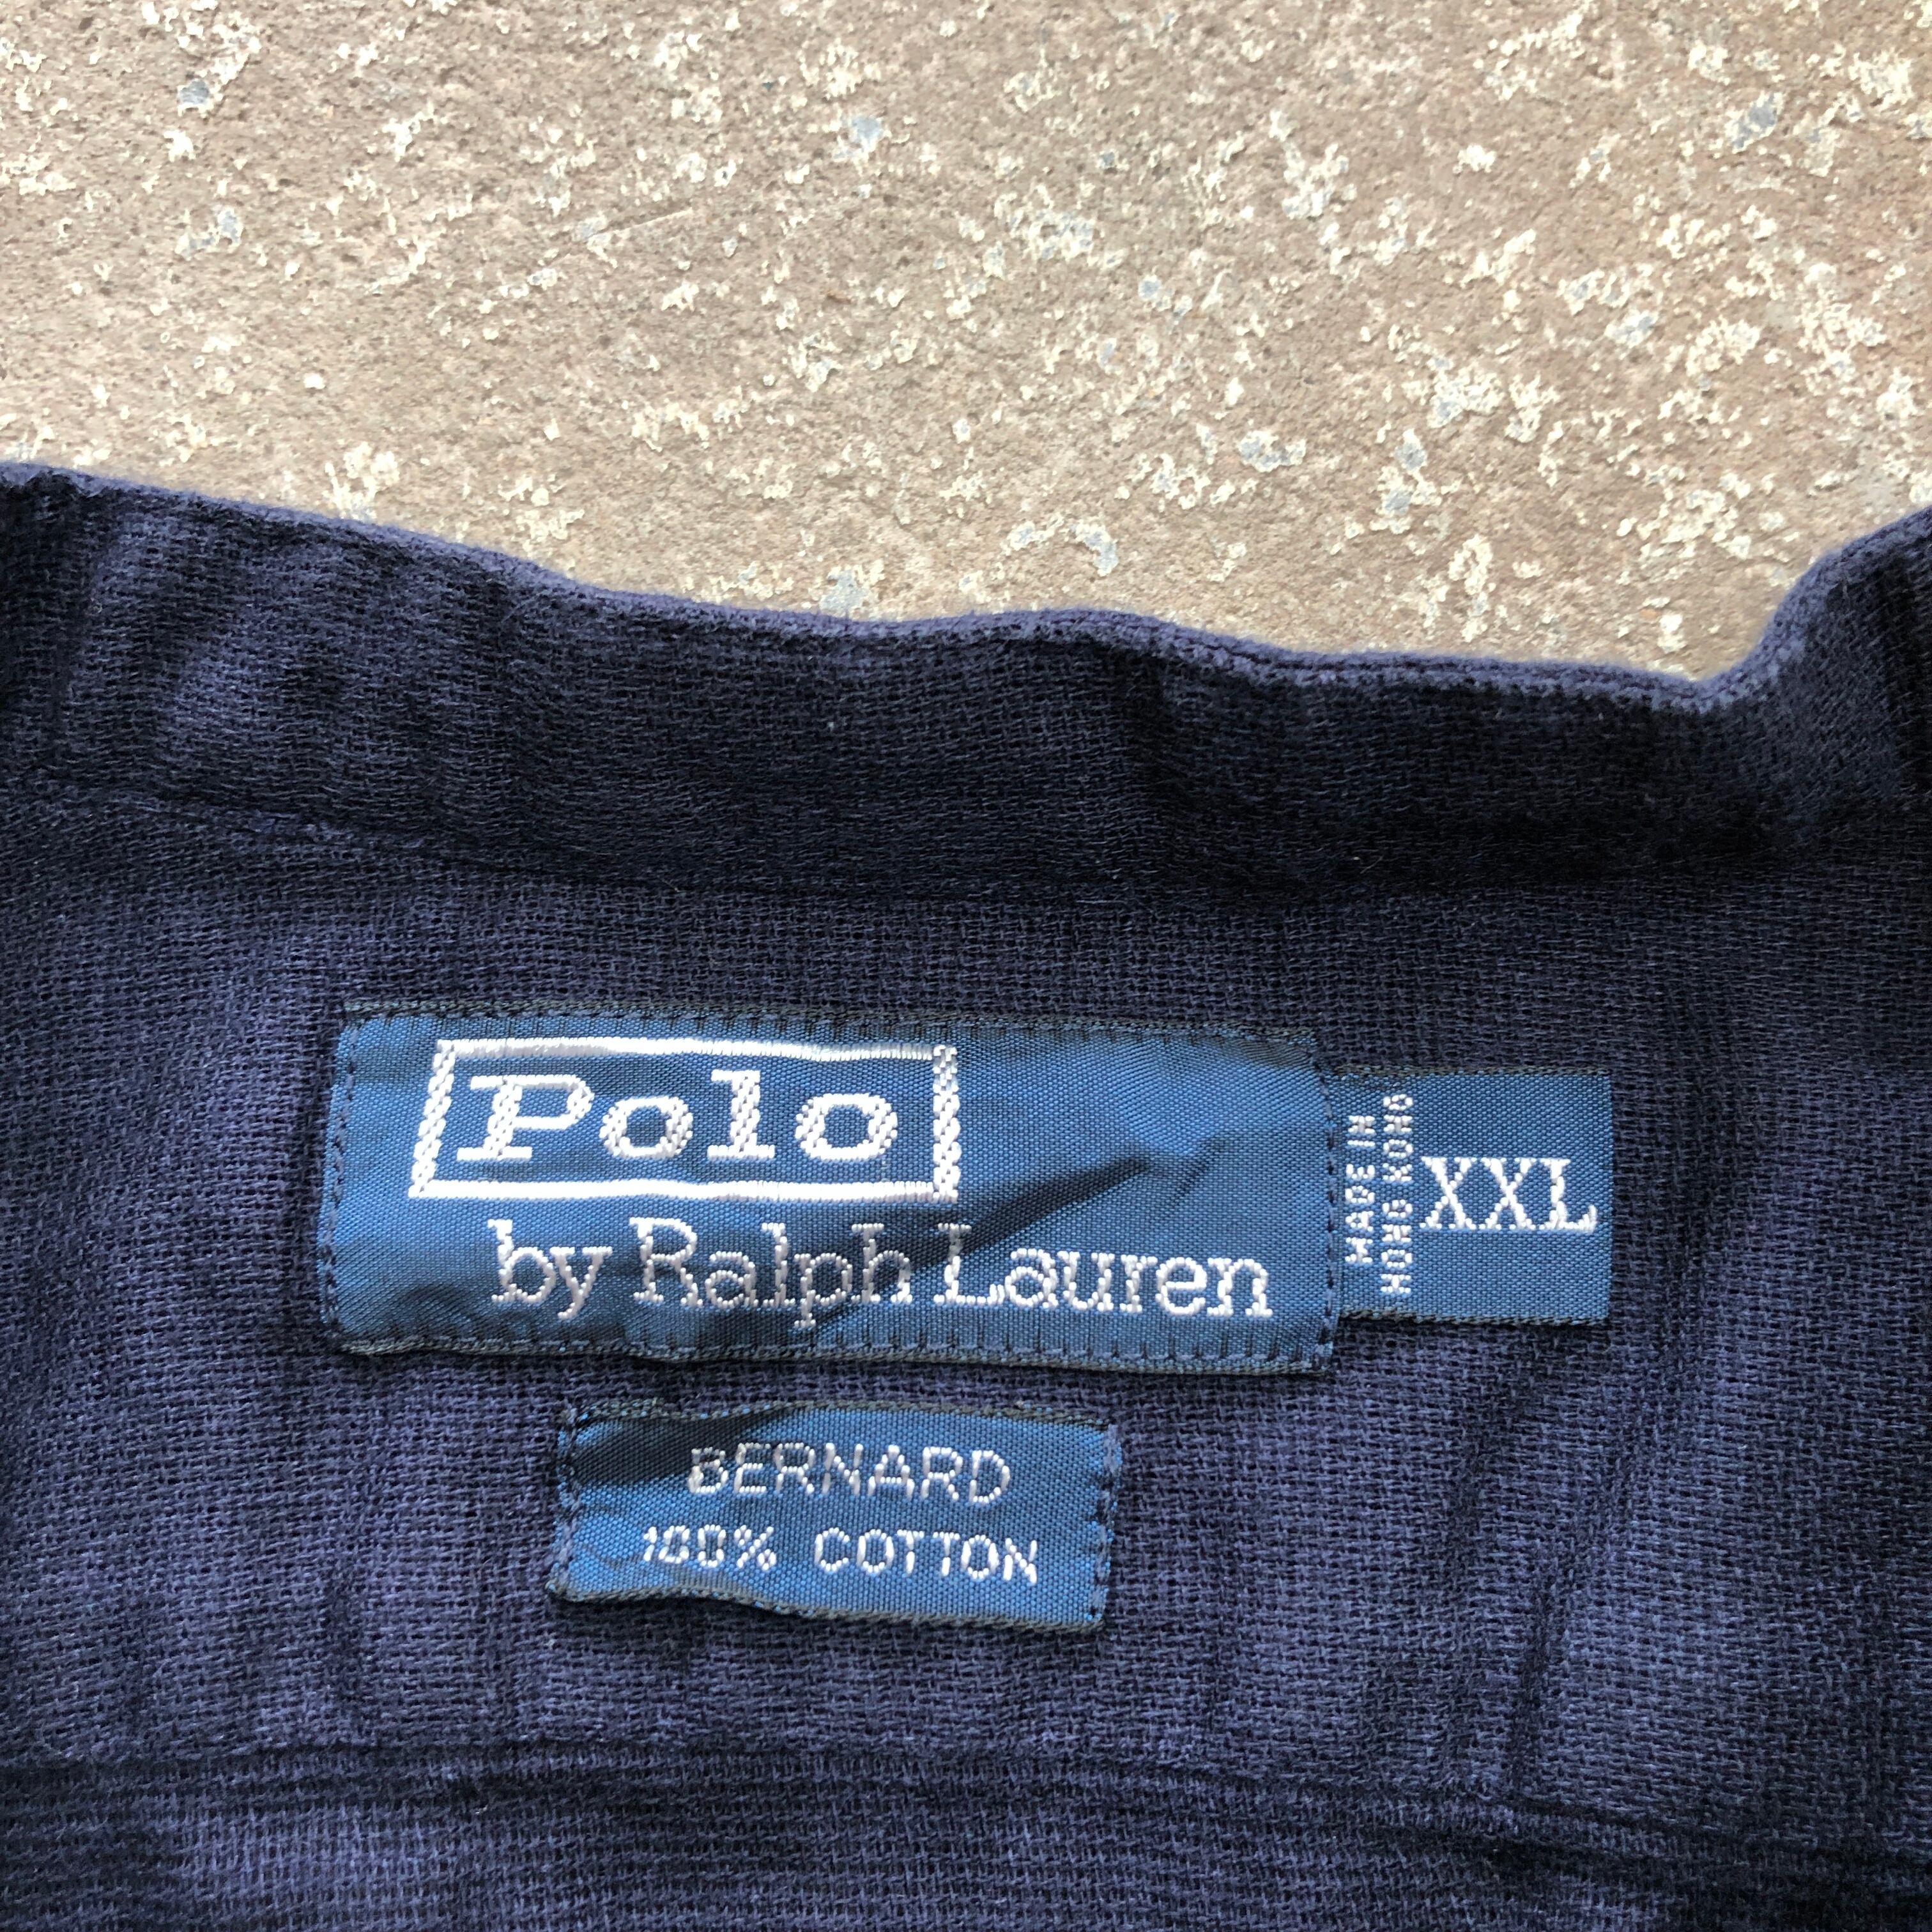 Polo
by Ralph Lauren
MADE IN
HONG KONG
XXL
BERNARD
100% COTTON